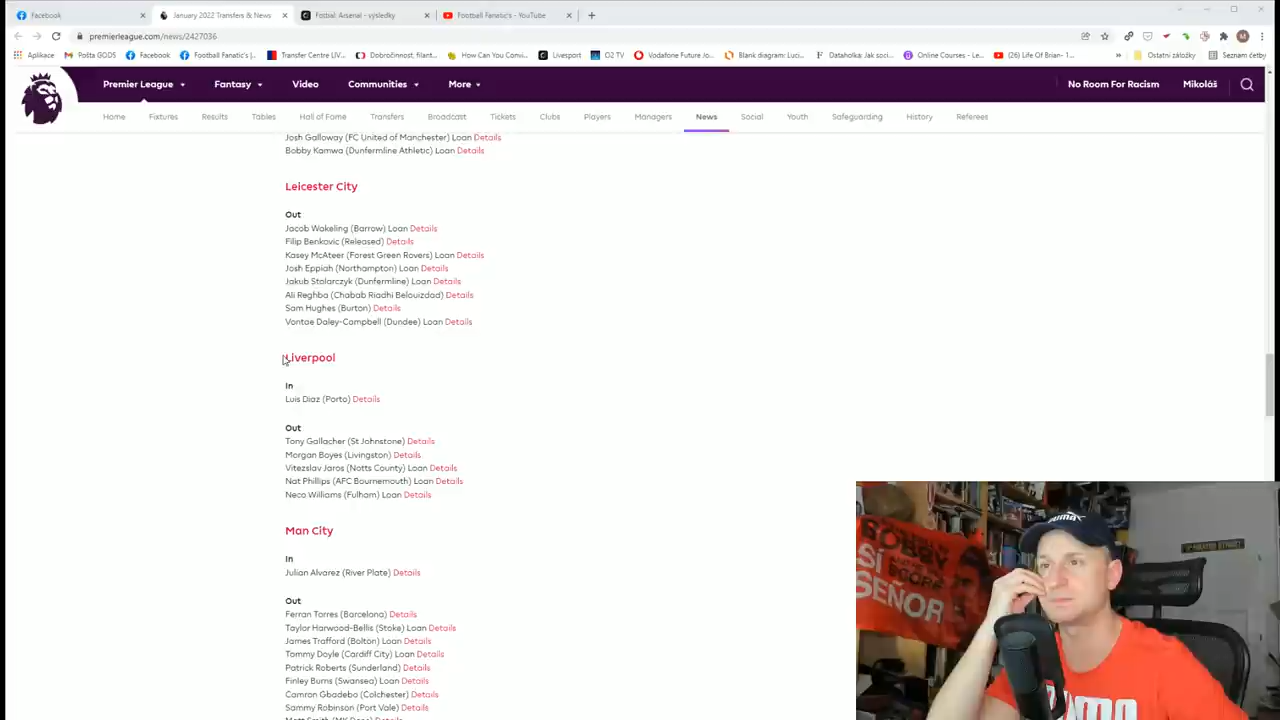 Facebook
January 2022 Transfers & News
Fotbal: Arsenal - výsledky
Football Fanatic's - YouTube
premierleague.com/news/2427036
Aplikace
Pošta GODS
Facebook
Football Fanatic's |...
Transfer Centre LIV...
Dobročinnost, filant...
How Can You Convi...
Livesport
O2 TV
Vodafone Future Jo...
Blank diagram: Luci...
Dataholka: Jak soci...
Online Courses - Le...
(26) Life Of Brian- 1...
Ostatní záložky
Seznam četby
Premier League
Fantasy
Video
Communities
More
No Room For Racism
Mikoláš
Home
Fixtures
Results
Tables
Hall of Fame
Transfers
Broadcast
Tickets
Clubs
Players
Managers
News
Social
Youth
Safeguarding
History
Referees
Josh Galloway (FC United of Manchester) Loan Details
Bobby Kamwa (Dunfermline Athletic) Loan Details
Leicester City
Out
Jacob Wakeling (Barrow) Loan Details
Filip Benkovic (Released) Details
Kasey McAteer (Forest Green Rovers) Loan Details
Josh Eppiah (Northampton) Loan Details
Jakub Stolarczyk (Dunfermline) Loan Details
Ali Reghba (Chabab Riadhi Belouizdad) Details
Sam Hughes (Burton) Details
Vontae Daley-Campbell (Dundee) Loan Details
Liverpool
In
Luis Diaz (Porto) Details
Out
Tony Gallacher (St Johnstone) Details
Morgan Boyes (Livingston) Details
Vitezslav Jaros (Notts County) Loan Details
Nat Phillips (AFC Bournemouth) Loan Details
Neco Williams (Fulham) Loan Details
Man City
In
Julian Alvarez (River Plate) Details
Out
Ferran Torres (Barcelona) Details
Taylor Harwood-Bellis (Stoke) Loan Details
James Trafford (Bolton) Loan Details
Tommy Doyle (Cardiff City) Loan Details
Patrick Roberts (Sunderland) Details
Finley Burns (Swansea) Loan Details
Camron Gbadebo (Colchester) Details
Sammy Robinson (Port Vale) Details
Matt Smith (MK Dons) Details
BOBBY
SÍ
SEÑOR
PUMA